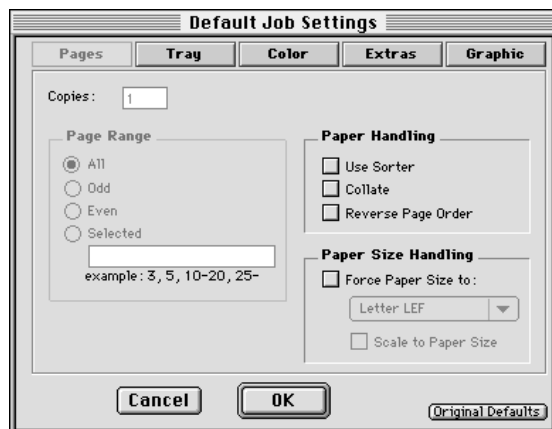 Default Job Settings
Pages Tray Color Extras Graphic
Copies: 1
Page Range
All
Odd
Even
Selected
example: 3, 5, 10-20, 25-
Paper Handling
Use Sorter
Collate
Reverse Page Order
Paper Size Handling
Force Paper Size to:
Letter LEF
Scale to Paper Size
Cancel OK Original Defaults